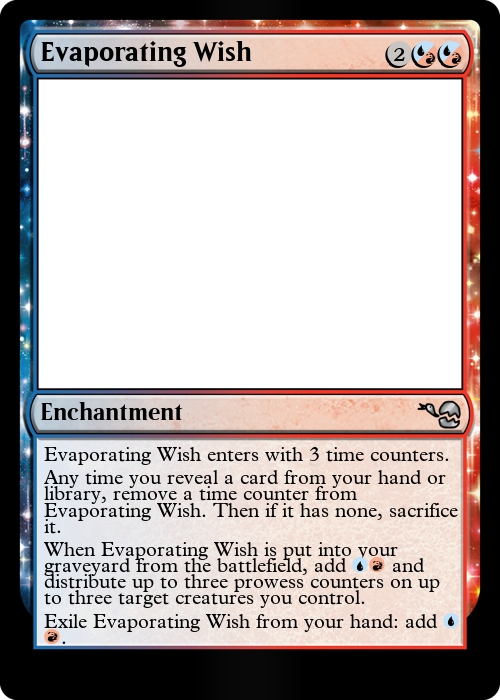 Evaporating Wish 2
Enchantment
Evaporating Wish enters with 3 time counters.
Any time you reveal a card from your hand or
library, remove a time counter from
Evaporating Wish. Then if it has none, sacrifice
it.
When Evaporating Wish is put into your
graveyard from the battlefield, add and
distribute up to three prowess counters on up
to three target creatures you control.
Exile Evaporating Wish from your hand: add
.